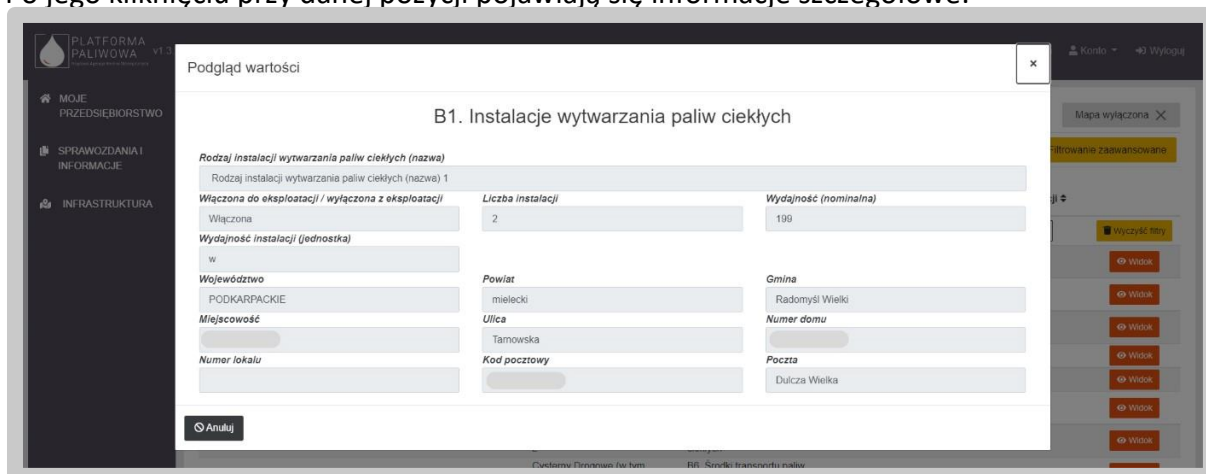 Po jego kliknięciu przy danej pozycji pojawiają się informacje szczegółowe.
PLATFORMA
PALIWOWA v1.3
Konto Wyloguj
Podgląd wartości ×
MOJE
PRZEDSIĘBIORSTWO
B1. Instalacje wytwarzania paliw ciekłych
Mapa wyłączona ×
SPRAWOZDANIA I
INFORMACJE
Filtrowanie zaawansowane
INFRASTRUKTURA
Rodzaj instalacji wytwarzania paliw ciekłych (nazwa)
Rodzaj instalacji wytwarzania paliw ciekłych (nazwa) 1
Włączona do eksploatacji / wyłączona z eksploatacji Liczba instalacji Wydajność (nominalna)
Włączona 2 199
Wyczyść filtry
Wydajność instalacji (jednostka)
w
Widok
Województwo Powiat Gmina
PODKARPACKIE mielecki Radomyśl Wielki
Widok
Miejscowość Ulica Numer domu
Tarnowska
Widok
Numer lokalu Kod pocztowy Poczta
Widok
Dulcza Wielka
Widok
Widok
Anuluj
Widok
Cysterny Drogowe (w tym B6. Środki transportu paliw